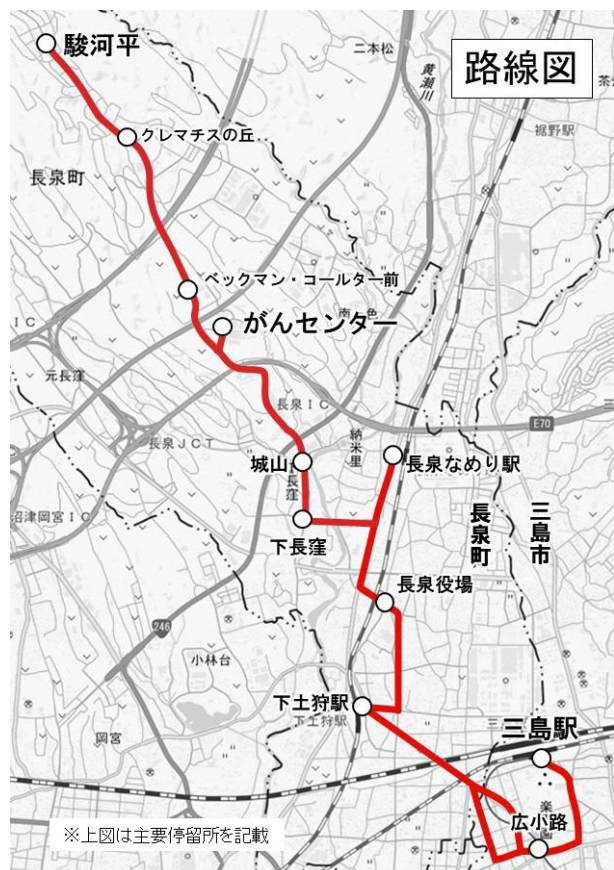 路線図
駿河平
二本松
黄瀬川
裾野駅
クレマチスの丘
長泉町
ベックマン・コールター前
がんセンター
元長窪
長泉IC
E70
長泉JCT
納米里
城山
長泉なめり駅
沼津岡宮IC
下長窪
長泉町
三島市
長泉役場
246
小林台
下土狩駅
下土狩駅
岡宮
三島駅
広小路
※上図は主要停留所を記載